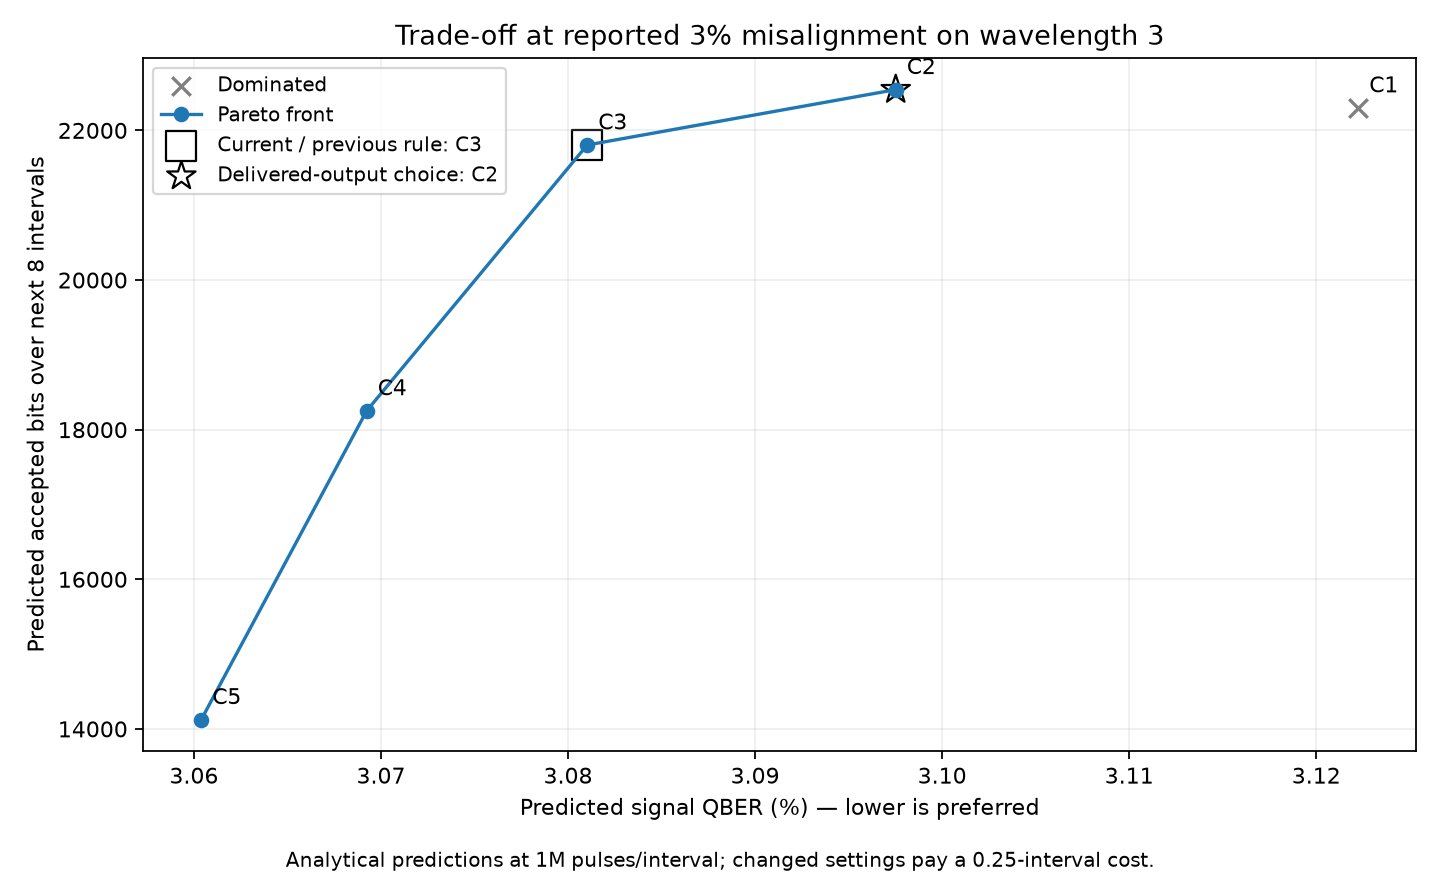 Trade-off at reported 3% misalignment on wavelength 3
Dominated
Pareto front
Current / previous rule: C3
Delivered-output choice: C2
C2
C1
C3
C4
C5
Predicted accepted bits over next 8 intervals
22000
20000
18000
16000
14000
3.06 3.07 3.08 3.09 3.10 3.11 3.12
Predicted signal QBER (%) — lower is preferred
Analytical predictions at 1M pulses/interval; changed settings pay a 0.25-interval cost.